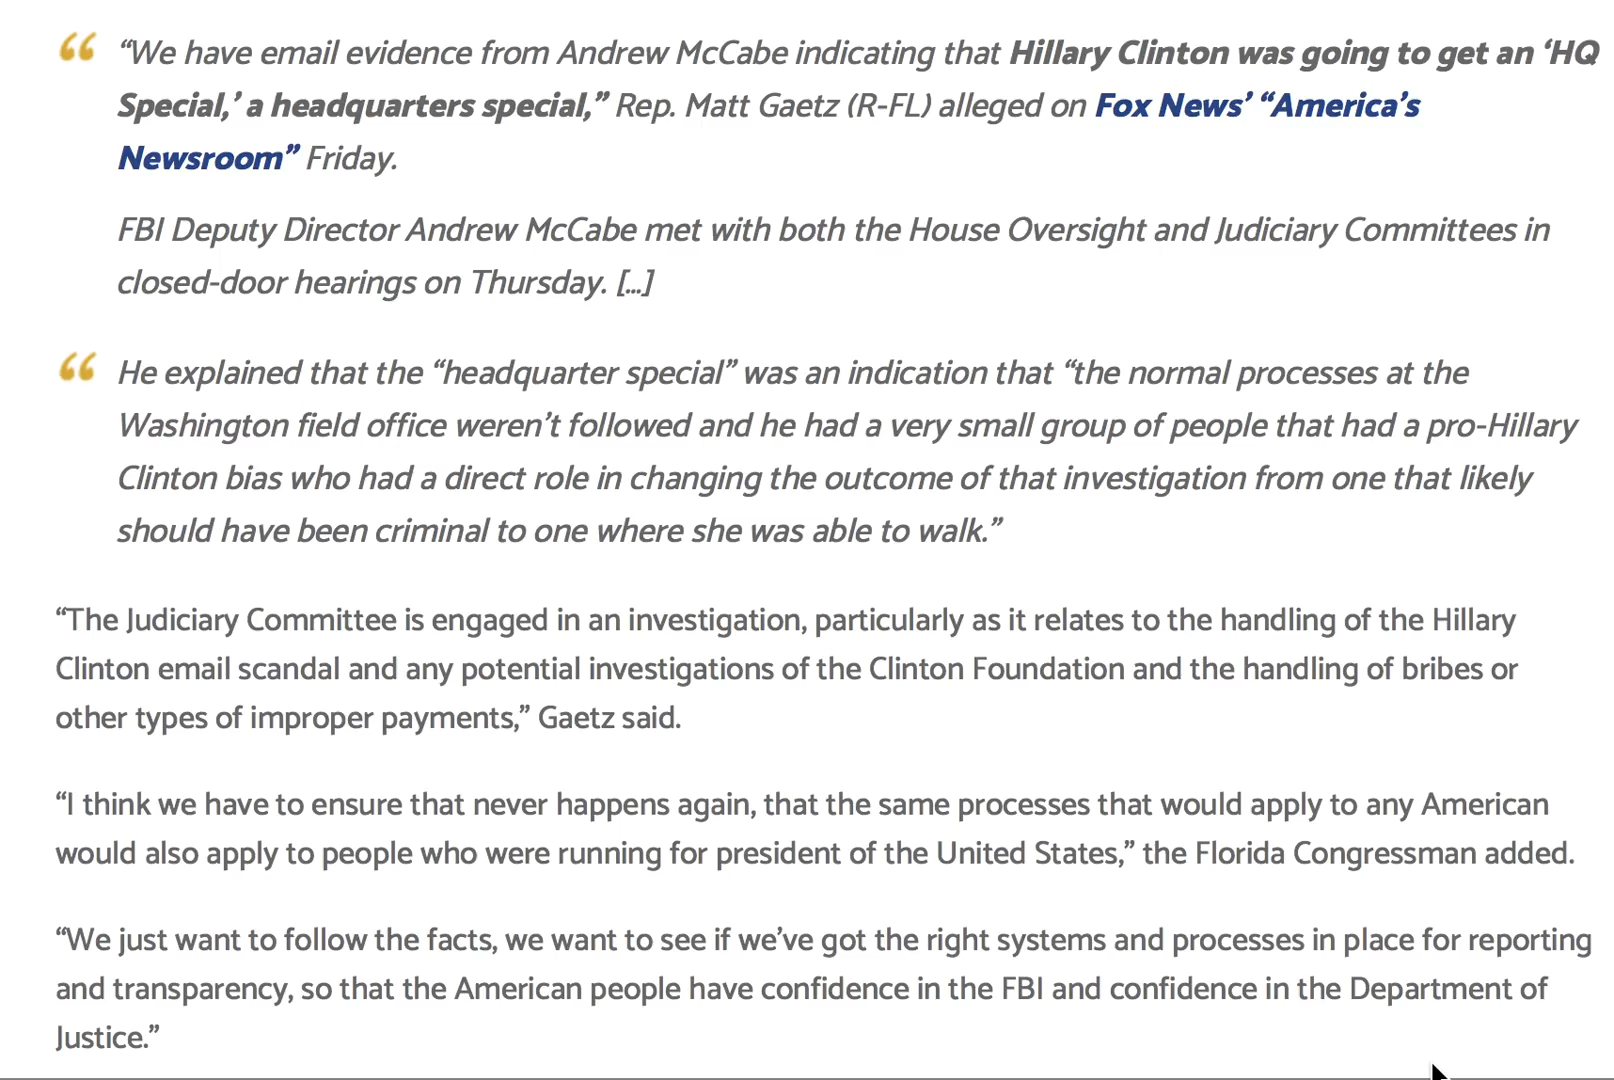 “We have email evidence from Andrew McCabe indicating that Hillary Clinton was going to get an ‘HQ
Special,’ a headquarters special,” Rep. Matt Gaetz (R-FL) alleged on Fox News’ “America’s
Newsroom” Friday.
FBI Deputy Director Andrew McCabe met with both the House Oversight and Judiciary Committees in
closed-door hearings on Thursday. [...]
He explained that the “headquarter special” was an indication that “the normal processes at the
Washington field office weren’t followed and he had a very small group of people that had a pro-Hillary
Clinton bias who had a direct role in changing the outcome of that investigation from one that likely
should have been criminal to one where she was able to walk.”
“The Judiciary Committee is engaged in an investigation, particularly as it relates to the handling of the Hillary
Clinton email scandal and any potential investigations of the Clinton Foundation and the handling of bribes or
other types of improper payments,” Gaetz said.
“I think we have to ensure that never happens again, that the same processes that would apply to any American
would also apply to people who were running for president of the United States,” the Florida Congressman added.
“We just want to follow the facts, we want to see if we’ve got the right systems and processes in place for reporting
and transparency, so that the American people have confidence in the FBI and confidence in the Department of
Justice.”